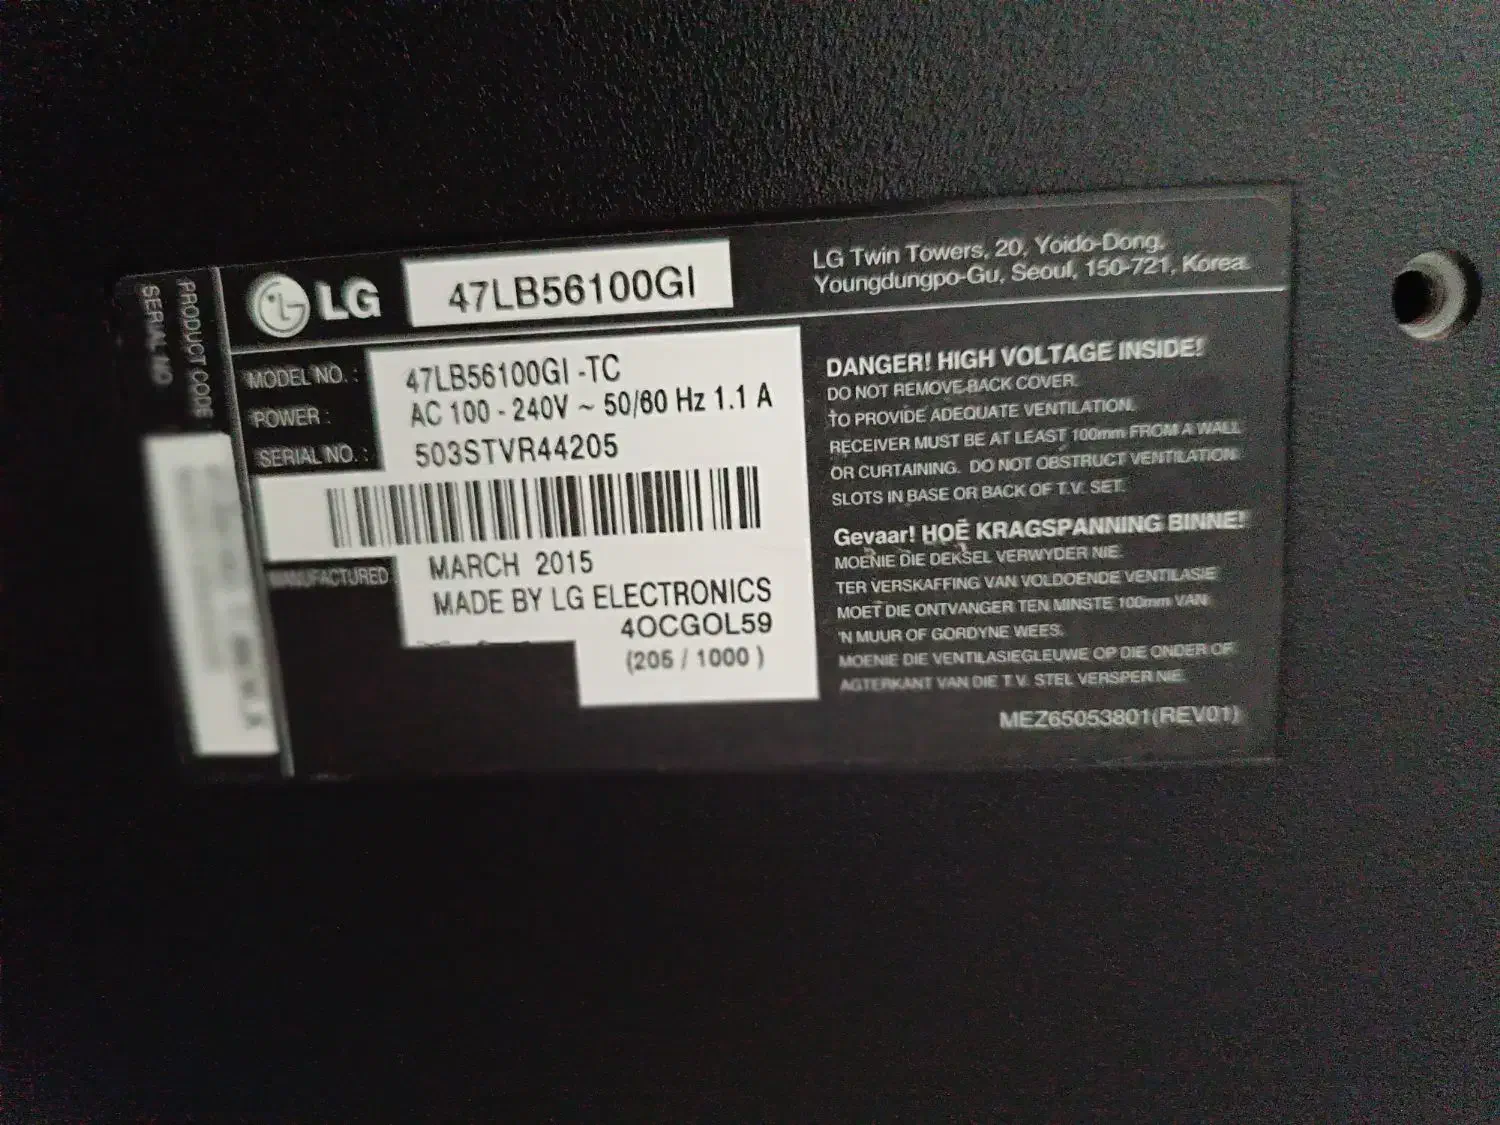 PRODUCT CODE
SERIAL NO
LG
47LB56100GI
LG Twin Towers, 20, Yoido-Dong,
Youngdungpo-Gu, Seoul, 150-721, Korea.
MODEL NO. : 47LB56100GI -TC
POWER : AC 100 - 240V ~ 50/60 Hz 1.1 A
SERIAL NO. : 503STVR44205
MANUFACTURED MARCH 2015
MADE BY LG ELECTRONICS
4OCGOL59
(205 / 1000 )
DANGER! HIGH VOLTAGE INSIDE!
DO NOT REMOVE BACK COVER.
TO PROVIDE ADEQUATE VENTILATION.
RECEIVER MUST BE AT LEAST 100mm FROM A WALL
OR CURTAINING. DO NOT OBSTRUCT VENTILATION
SLOTS IN BASE OR BACK OF T.V. SET.
Gevaar! HOË KRAGSPANNING BINNE!
MOENIE DIE DEKSEL VERWYDER NIE.
TER VERSKAFFING VAN VOLDOENDE VENTILASIE
MOET DIE ONTVANGER TEN MINSTE 100mm VAN
'N MUUR OF GORDYNE WEES.
MOENIE DIE VENTILASIEGLEUWE OP DIE ONDER OF
AGTERKANT VAN DIE T.V. STEL VERSPER NIE.
MEZ65053801(REV01)